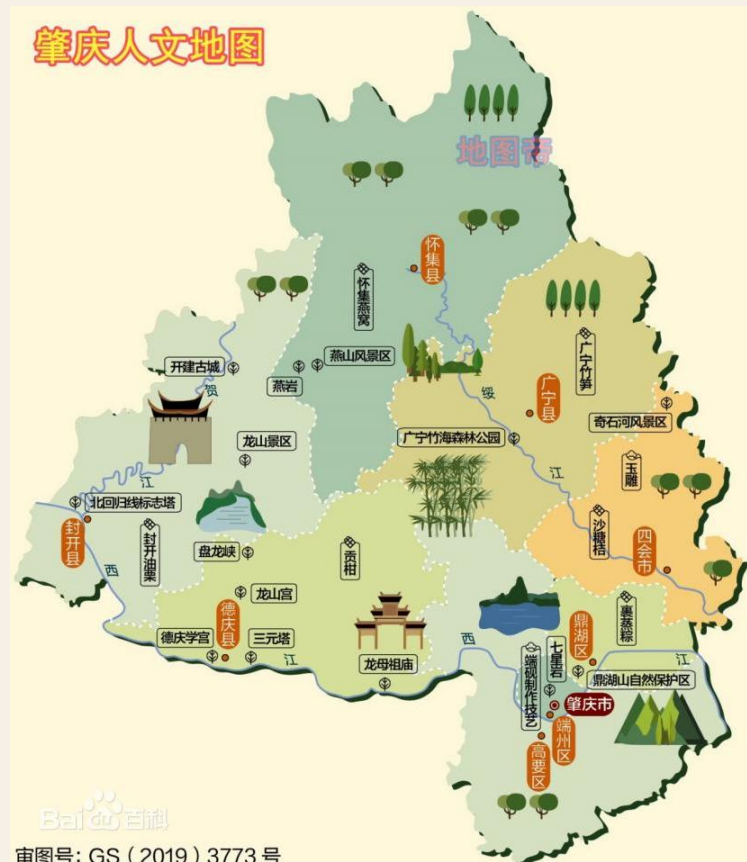 肇庆人文地图
地图帝
怀集县
怀集燕窝
广宁竹笋
开建古城
燕岩
燕山风景区
贺
绥
广宁县
奇石河风景区
龙山景区
广宁竹海森林公园
玉雕
江
江
北回归线标志塔
封开县
封开油栗
沙糖桔
四会市
西
盘龙峡
贡柑
龙山宫
裹蒸粽
德庆县
德庆学宫
三元塔
江
龙母祖庙
西
端砚制作技艺
七星岩
鼎湖区
江
鼎湖山自然保护区
肇庆市
端州区
高要区
Bai du 百科
审图号: GS（2019）3773号